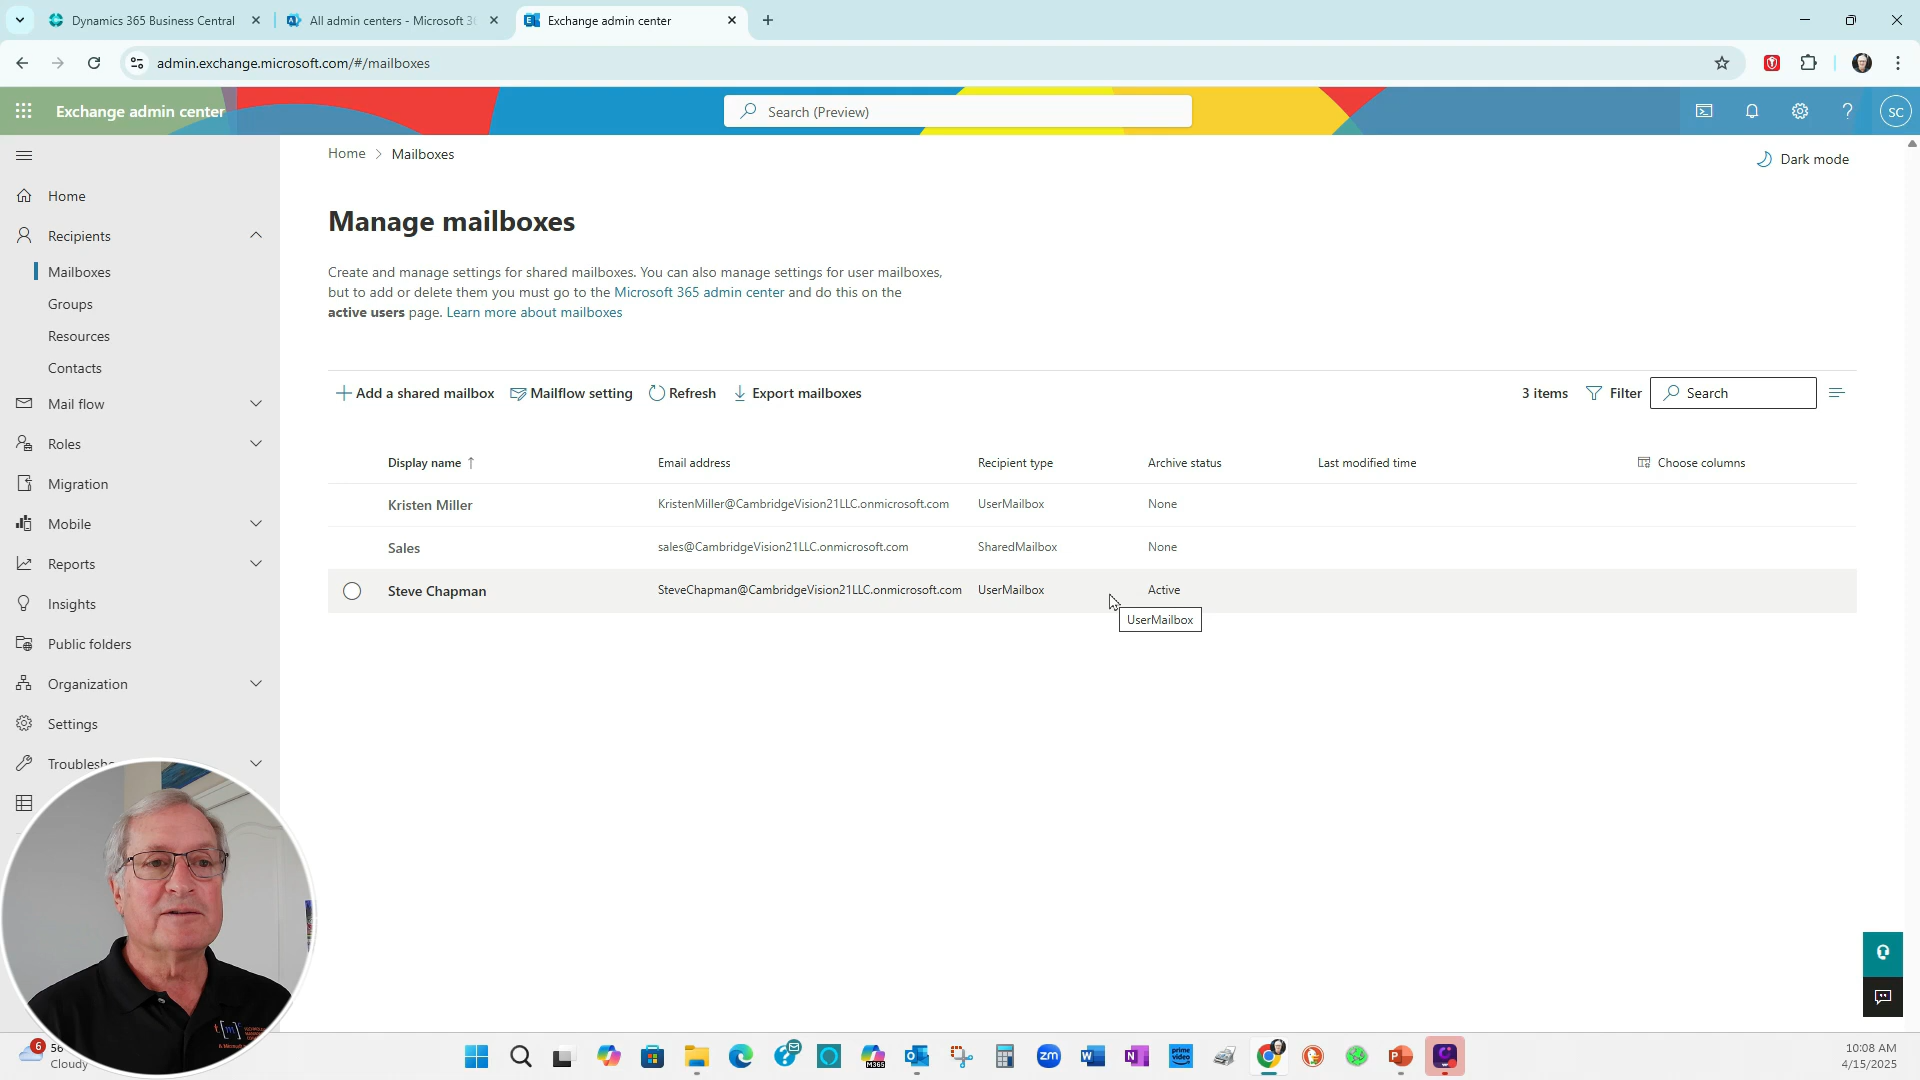 Dynamics 365 Business Central
All admin centers - Microsoft 36
Exchange admin center
admin.exchange.microsoft.com/#/mailboxes
Exchange admin center
Search (Preview)
SC
Home
Mailboxes
Dark mode
Home
Recipients
Mailboxes
Groups
Resources
Contacts
Mail flow
Roles
Migration
Mobile
Reports
Insights
Public folders
Organization
Settings
Troublesh
Manage mailboxes
Create and manage settings for shared mailboxes. You can also manage settings for user mailboxes,
but to add or delete them you must go to the Microsoft 365 admin center and do this on the
active users page. Learn more about mailboxes
Add a shared mailbox
Mailflow setting
Refresh
Export mailboxes
3 items
Filter
Search
Display name ↑ Email address Recipient type Archive status Last modified time Choose columns
Kristen Miller KristenMiller@CambridgeVision21LLC.onmicrosoft.com UserMailbox None
Sales sales@CambridgeVision21LLC.onmicrosoft.com SharedMailbox None
Steve Chapman SteveChapman@CambridgeVision21LLC.onmicrosoft.com UserMailbox Active
UserMailbox
6
56
Cloudy
M365
zm
prime video
10:08 AM
4/15/2025